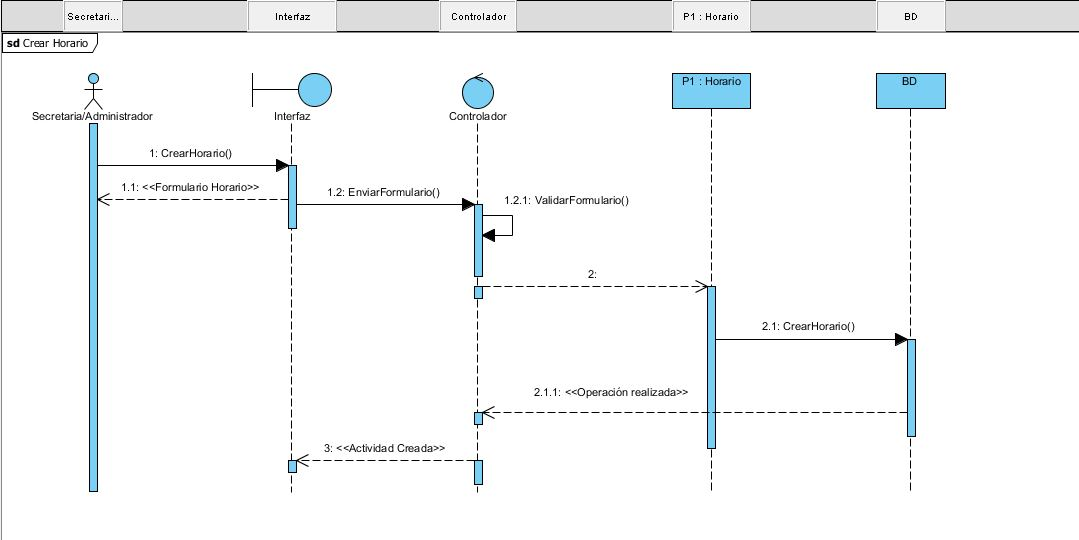 Secretari...
Interfaz
Controlador
P1 : Horario
BD
sd Crear Horario
P1 : Horario
BD
Secretaria/Administrador
Interfaz
Controlador
1: CrearHorario()
1.1: <<Formulario Horario>>
1.2: EnviarFormulario()
1.2.1: ValidarFormulario()
2:
2.1: CrearHorario()
2.1.1: <<Operación realizada>>
3: <<Actividad Creada>>